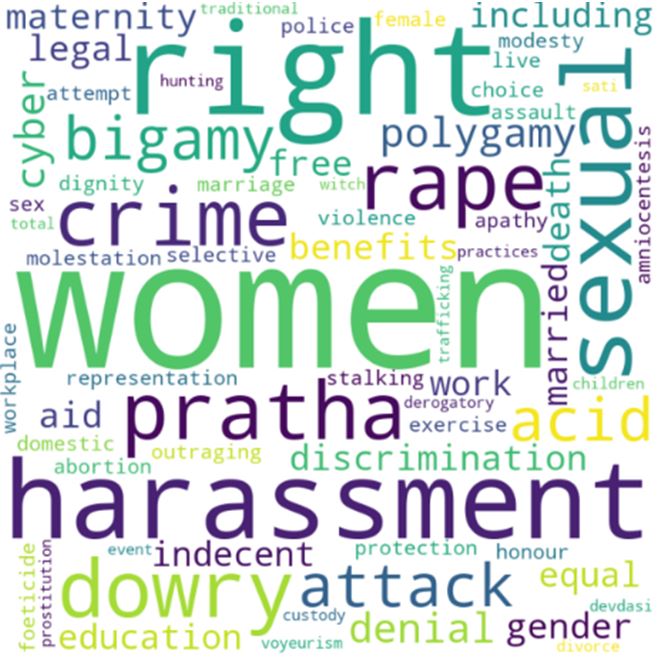 maternity
traditional
police
female
including
legal
right
modesty
live
hunting
sati
cyber
attempt
choice
assault
sexual
bigamy
free
polygamy
dignity
marriage
witch
rape
death
amniocentesis
sex
total
crime
violence
apathy
molestation
selective
benefits
practices
women
trafficking
married
workplace
representation
stalking
work
children
aid
pratha
derogatory
exercise
acid
domestic
outraging
abortion
discrimination
harassment
foeticide
prostitution
event
indecent
protection
honour
dowry
attack
equal
custody
devdasi
education
voyeurism
denial
gender
divorce